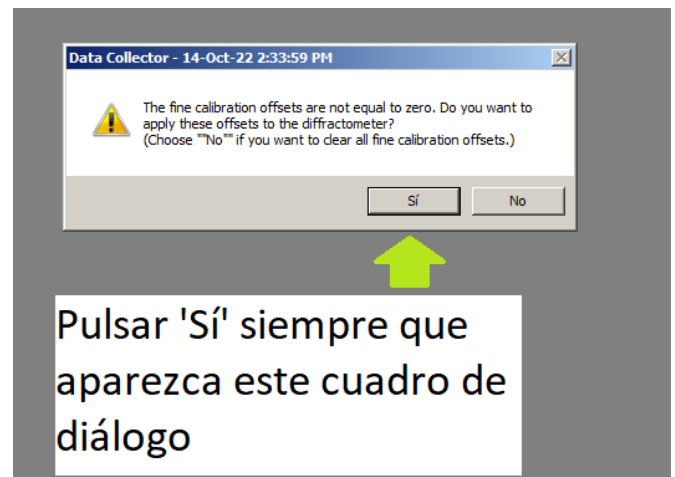 Data Collector - 14-Oct-22 2:33:59 PM
The fine calibration offsets are not equal to zero. Do you want to
apply these offsets to the diffractometer?
(Choose ""No"" if you want to clear all fine calibration offsets.)
Sí No
Pulsar 'Sí' siempre que
aparezca este cuadro de
diálogo